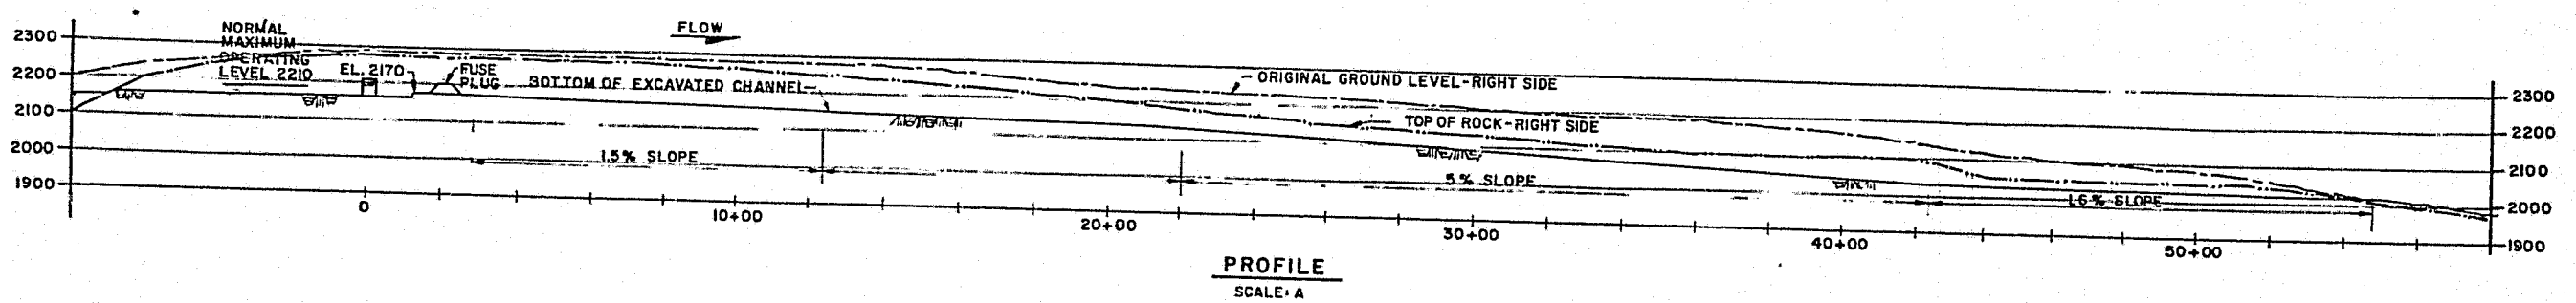 NORMAL
MAXIMUM
OPERATING
LEVEL 2210
EL. 2170
FUSE
PLUG
FLOW
BOTTOM OF EXCAVATED CHANNEL
ORIGINAL GROUND LEVEL-RIGHT SIDE
TOP OF ROCK-RIGHT SIDE
2300
2200
2100
2000
1900
1.5% SLOPE
5% SLOPE
1.6% SLOPE
2300
2200
2100
2000
1900
0
10+00
20+00
30+00
40+00
50+00
PROFILE
SCALE: A